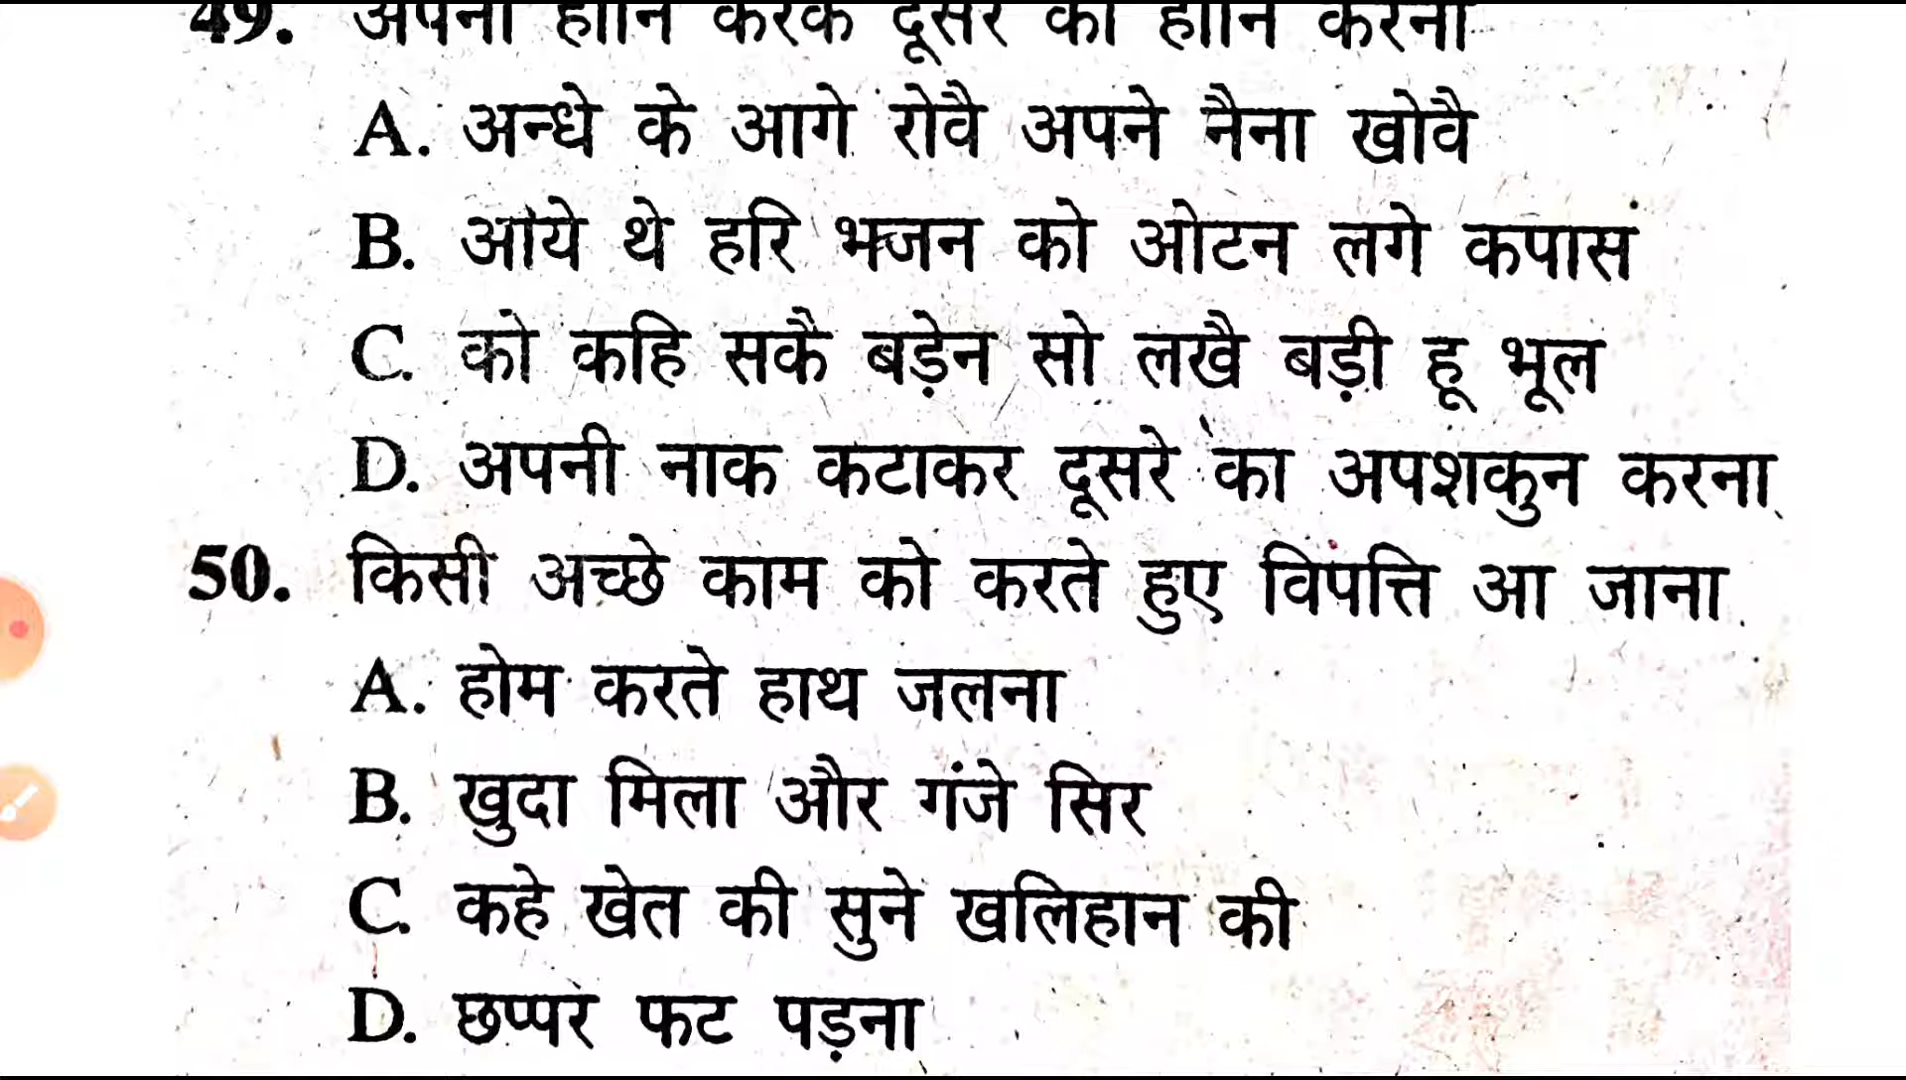 49. अपनी हानि करके दूसरे की हानि करना
A. अन्धे के आगे रोवै अपने नैना खोवै
B. आये थे हरि भजन को ओटन लगे कपास
C. को कहि सकै बड़ेन सो लखै बड़ी हू भूल
D. अपनी नाक कटाकर दूसरे का अपशकुन करना
50. किसी अच्छे काम को करते हुए विपत्ति आ जाना
A. होम करते हाथ जलना
B. खुदा मिला और गंजे सिर
C. कहे खेत की सुने खलिहान की
D. छप्पर फट पड़ना